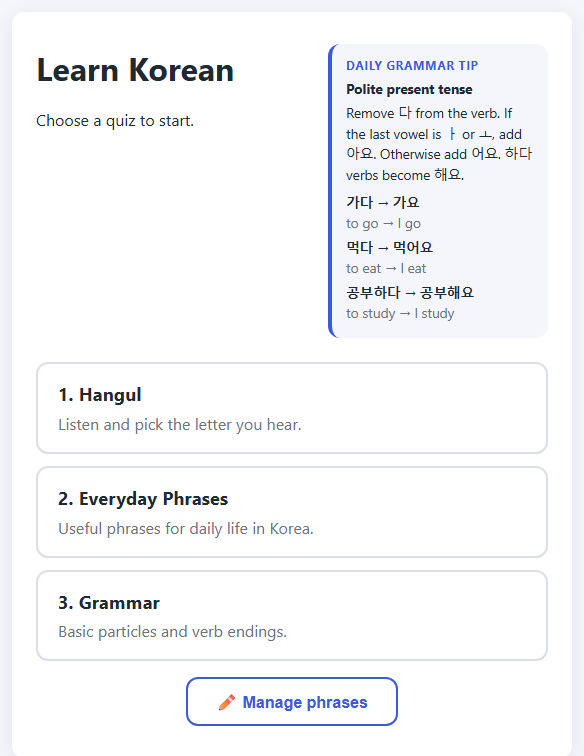 Learn Korean
Choose a quiz to start.
DAILY GRAMMAR TIP
Polite present tense
Remove 다 from the verb. If
the last vowel is ㅏ or ㅗ, add
아요. Otherwise add 어요. 하다
verbs become 해요.
가다 → 가요
to go → I go
먹다 → 먹어요
to eat → I eat
공부하다 → 공부해요
to study → I study
1. Hangul
Listen and pick the letter you hear.
2. Everyday Phrases
Useful phrases for daily life in Korea.
3. Grammar
Basic particles and verb endings.
Manage phrases